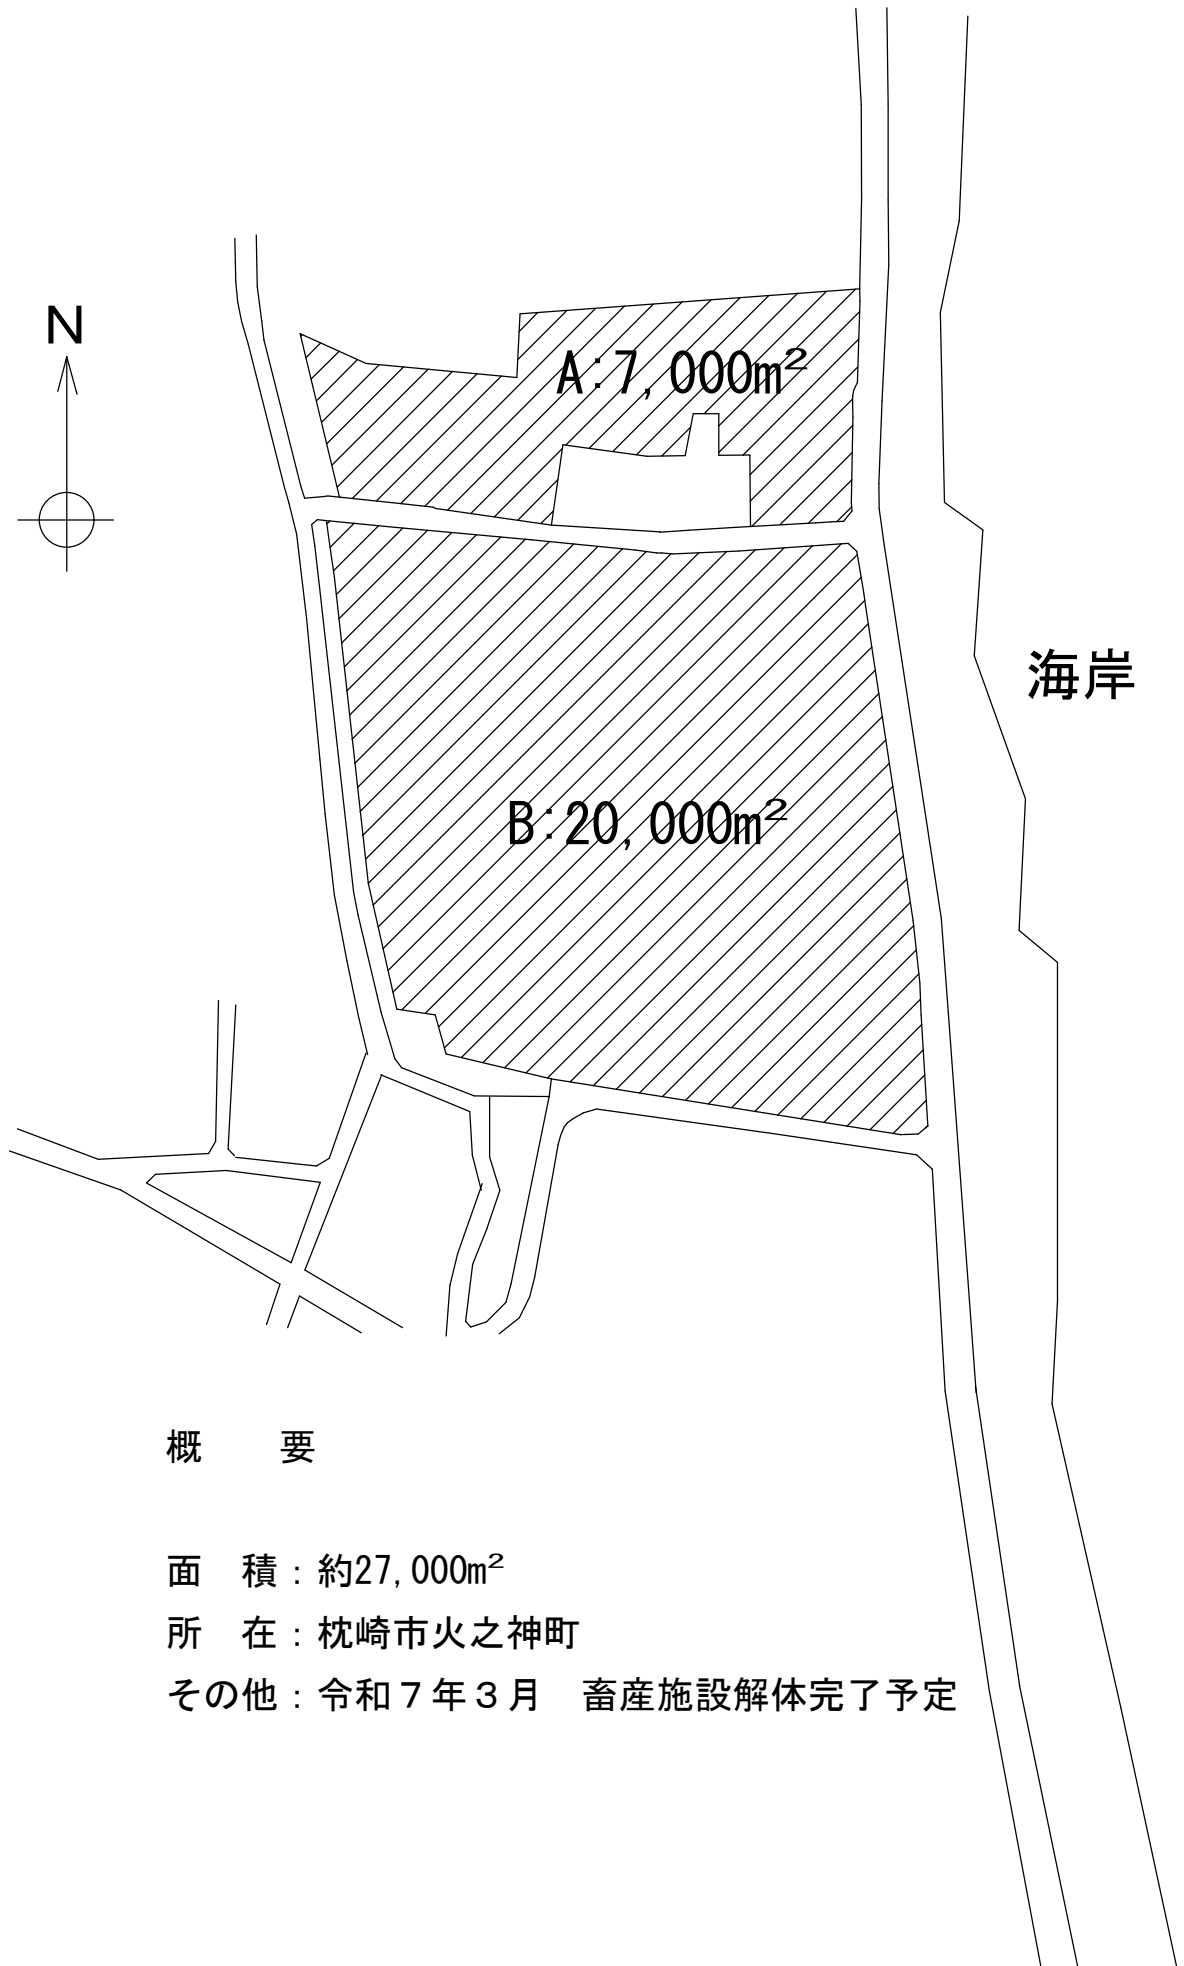 N
A:7,000m²
海岸
B:20,000m²
概　　要
面　積：約27,000m²
所　在：枕崎市火之神町
その他：令和７年３月　畜産施設解体完了予定